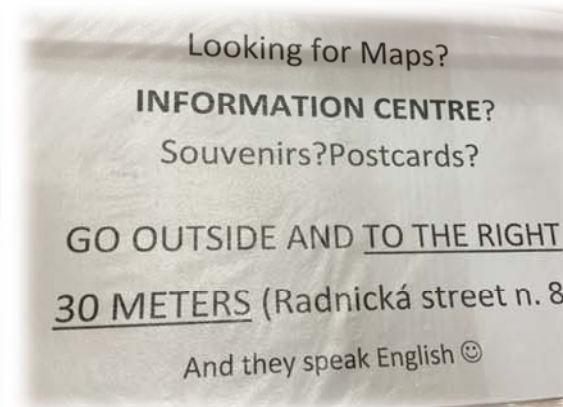 Looking for Maps?
INFORMATION CENTRE?
Souvenirs?Postcards?
GO OUTSIDE AND TO THE RIGHT
30 METERS (Radnická street n. 8
And they speak English ☺